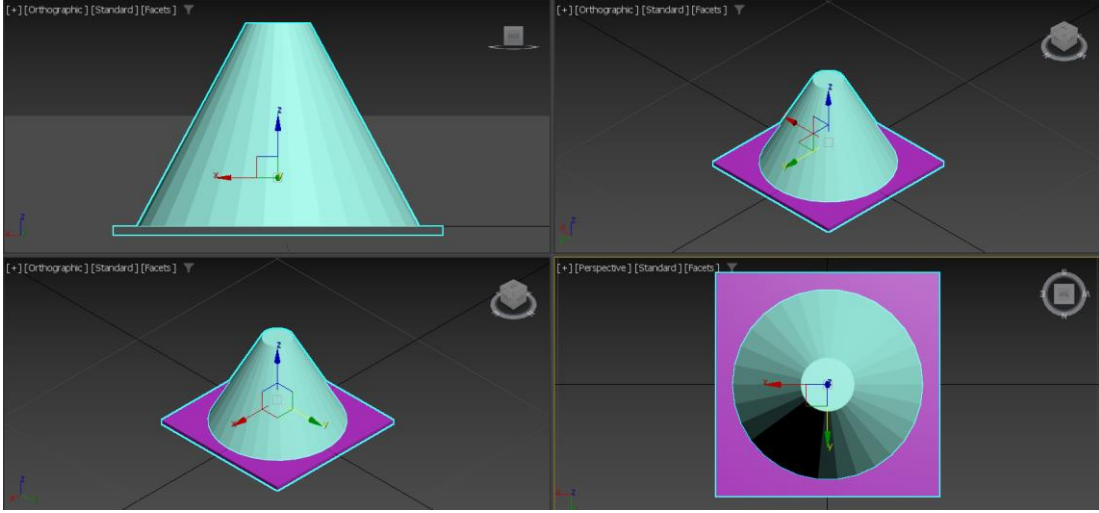 [+] [Orthographic] [Standard] [Facets]
z
x
y
z
x
[+] [Orthographic] [Standard] [Facets]
z
x
y
z
[+] [Orthographic] [Standard] [Facets]
z
x
y
z
x
[+] [Perspective] [Standard] [Facets]
z
x
y
z
x